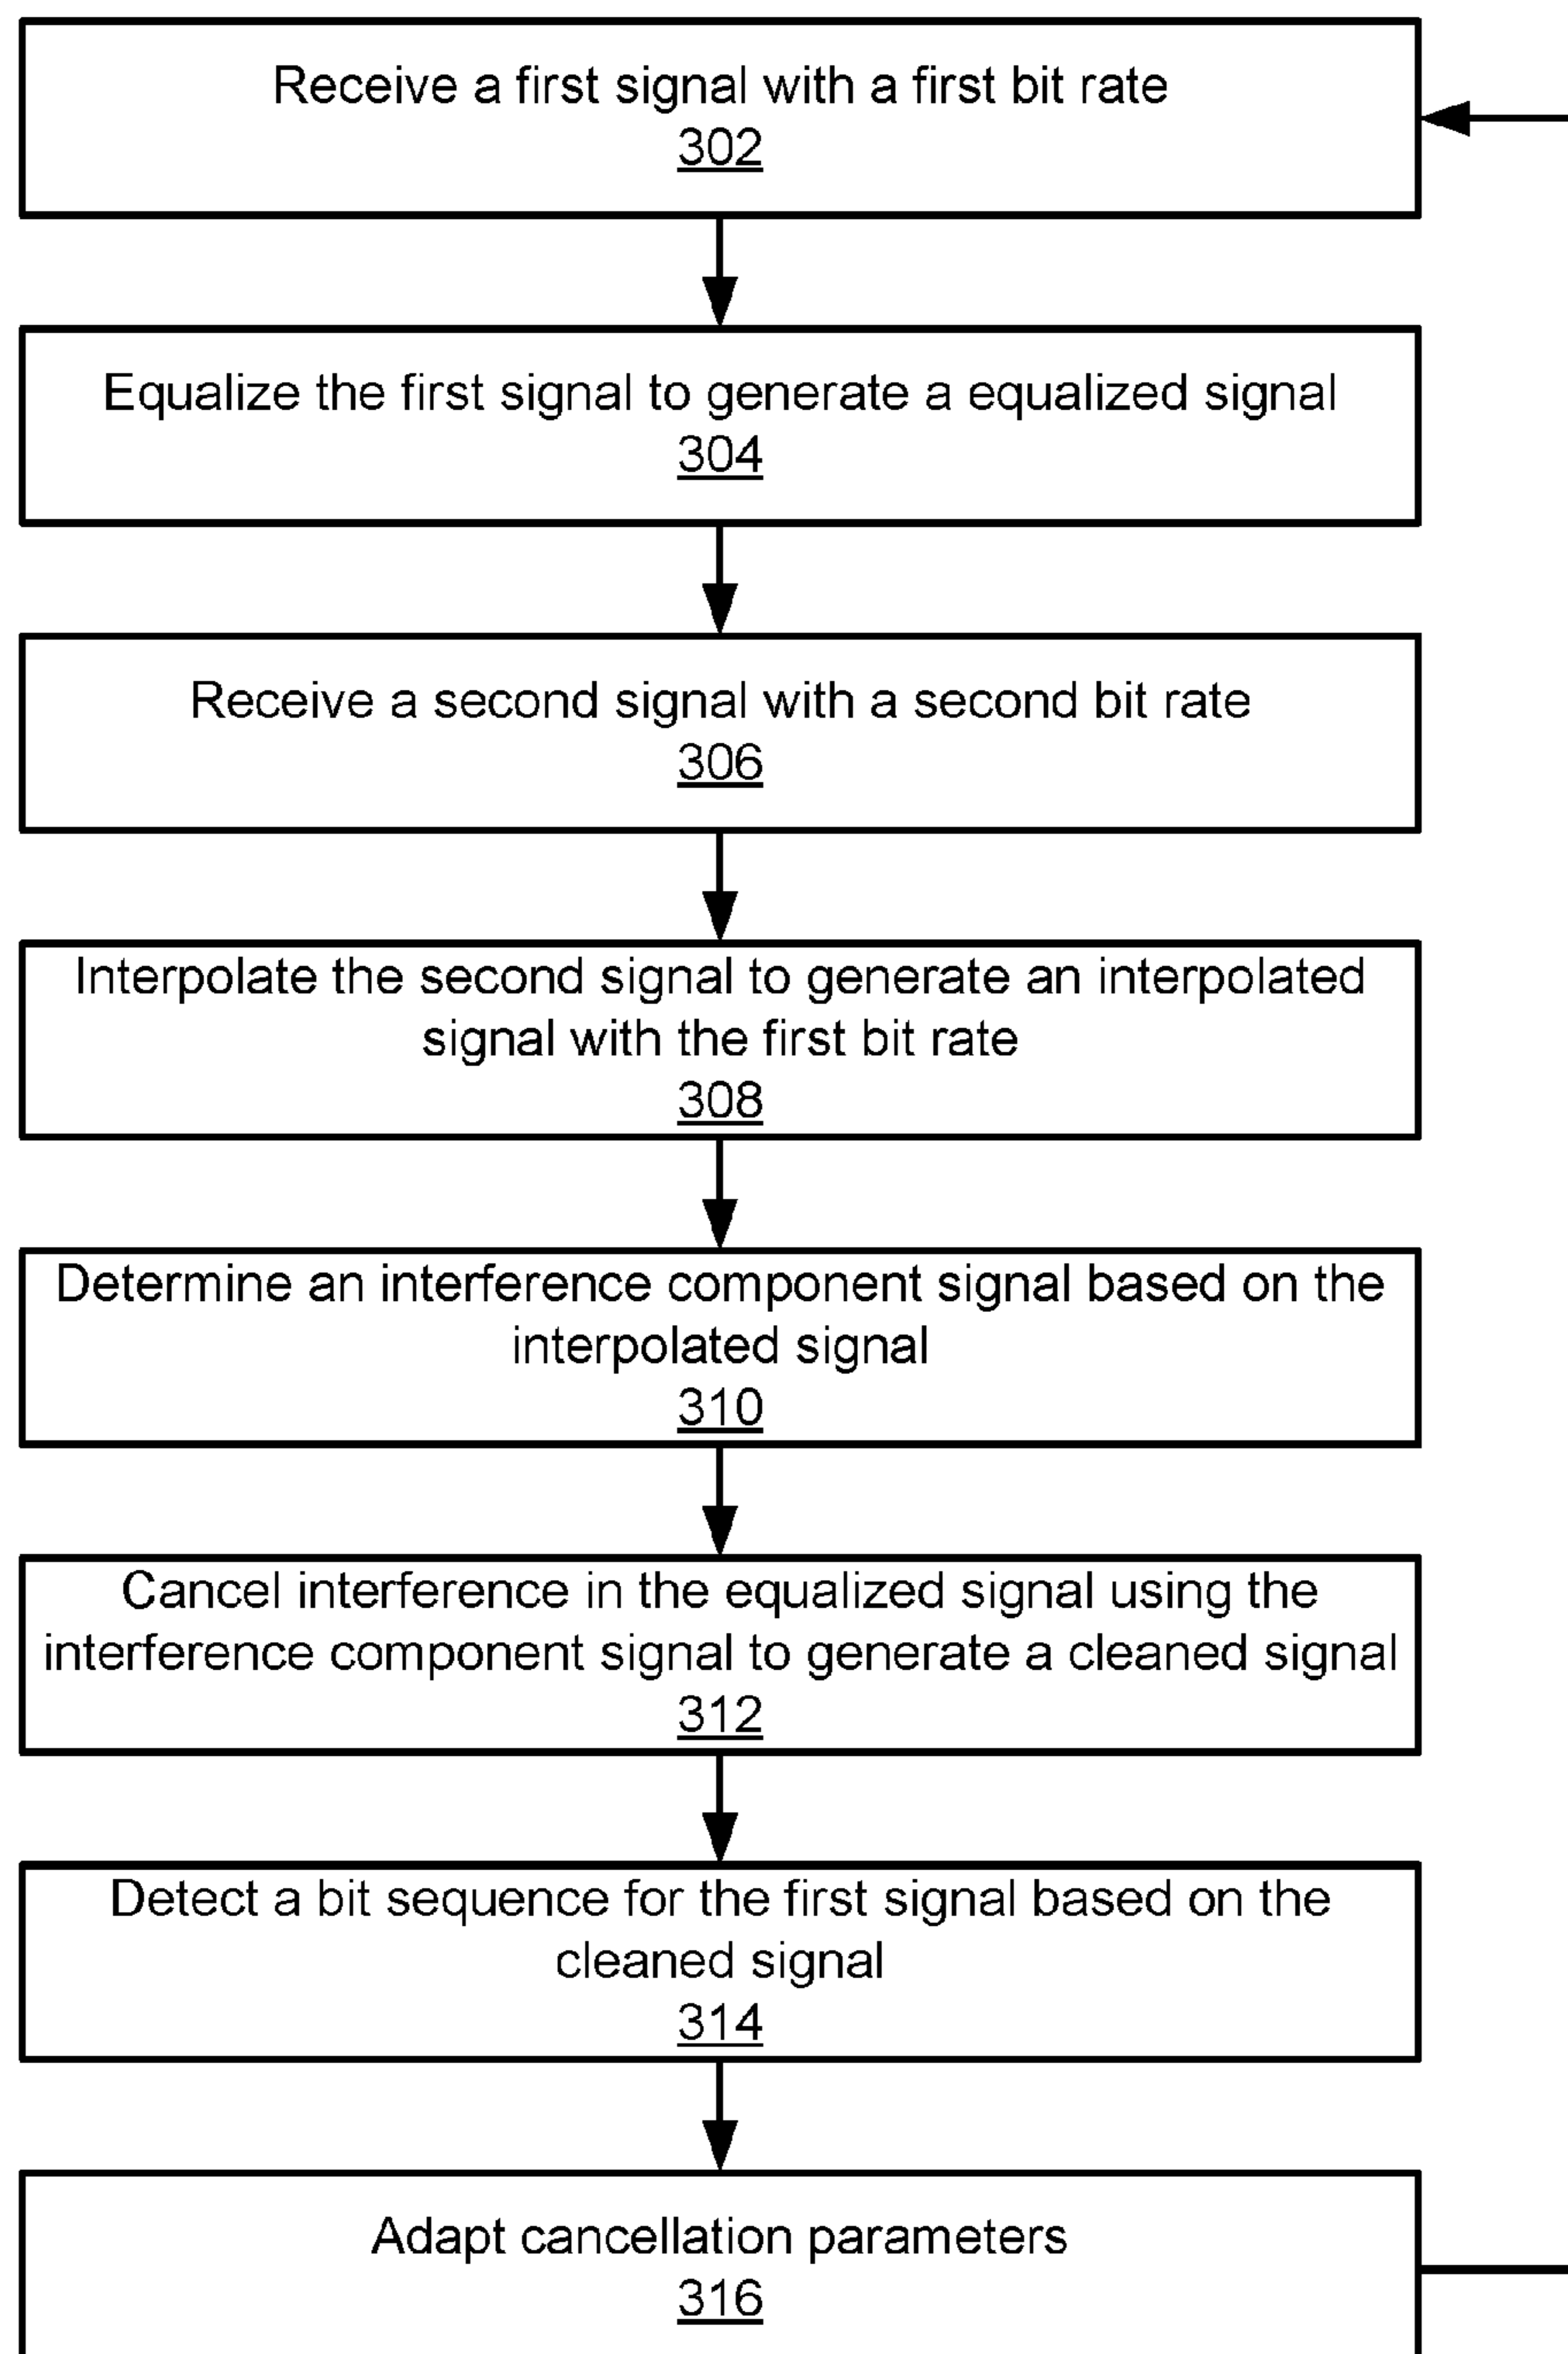 Receive a first signal with a first bit rate
302
Equalize the first signal to generate a equalized signal
304
Receive a second signal with a second bit rate
306
Interpolate the second signal to generate an interpolated
signal with the first bit rate
308
Determine an interference component signal based on the
interpolated signal
310
Cancel interference in the equalized signal using the
interference component signal to generate a cleaned signal
312
Detect a bit sequence for the first signal based on the
cleaned signal
314
Adapt cancellation parameters
316